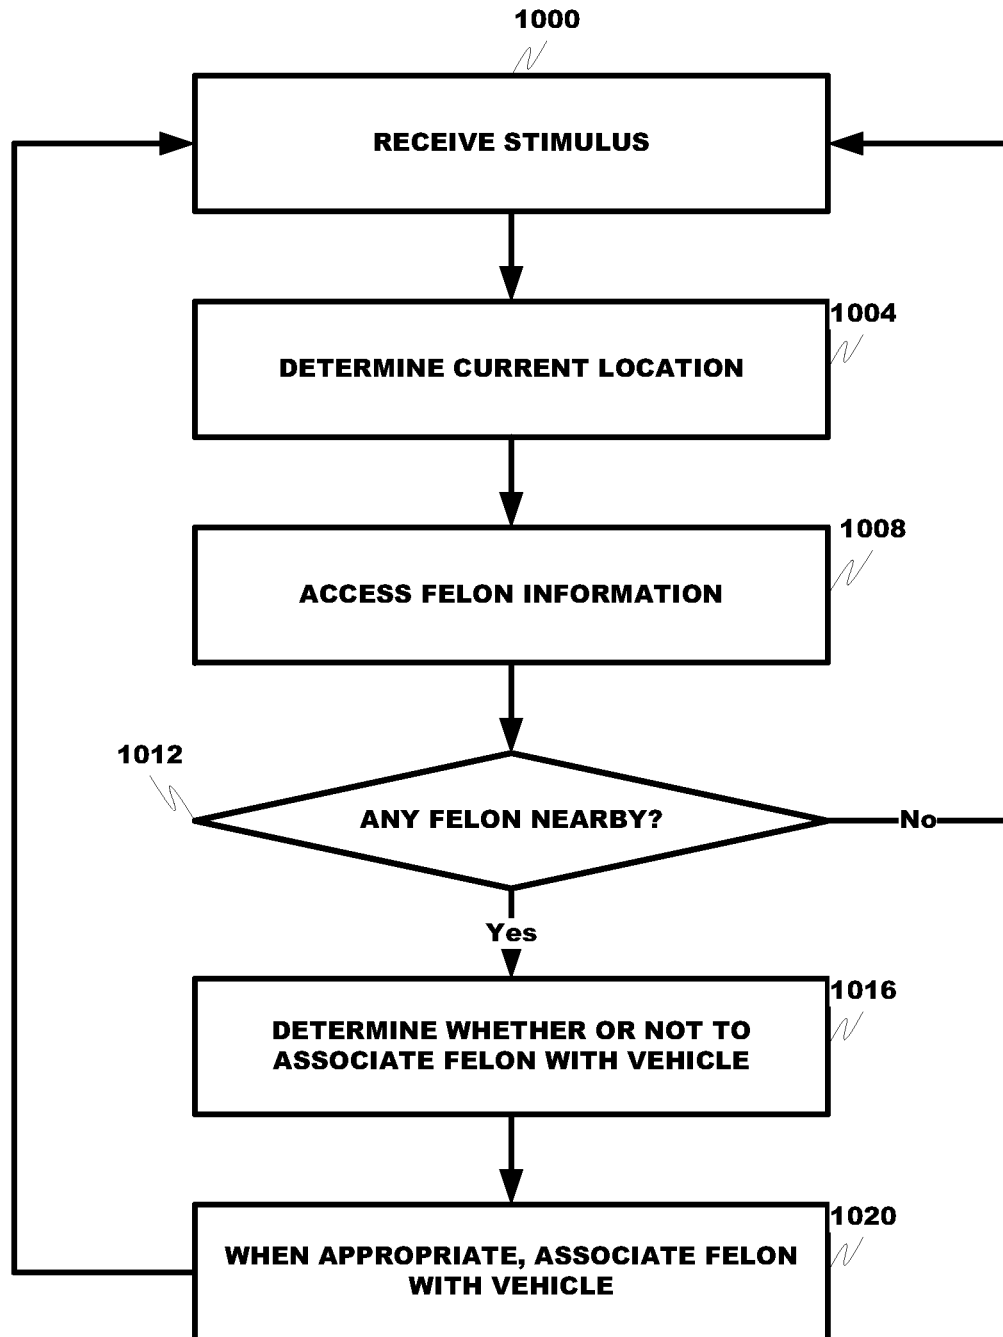 1000
RECEIVE STIMULUS
1004
DETERMINE CURRENT LOCATION
1008
ACCESS FELON INFORMATION
1012
ANY FELON NEARBY?
No
Yes
1016
DETERMINE WHETHER OR NOT TO
ASSOCIATE FELON WITH VEHICLE
1020
WHEN APPROPRIATE, ASSOCIATE FELON
WITH VEHICLE